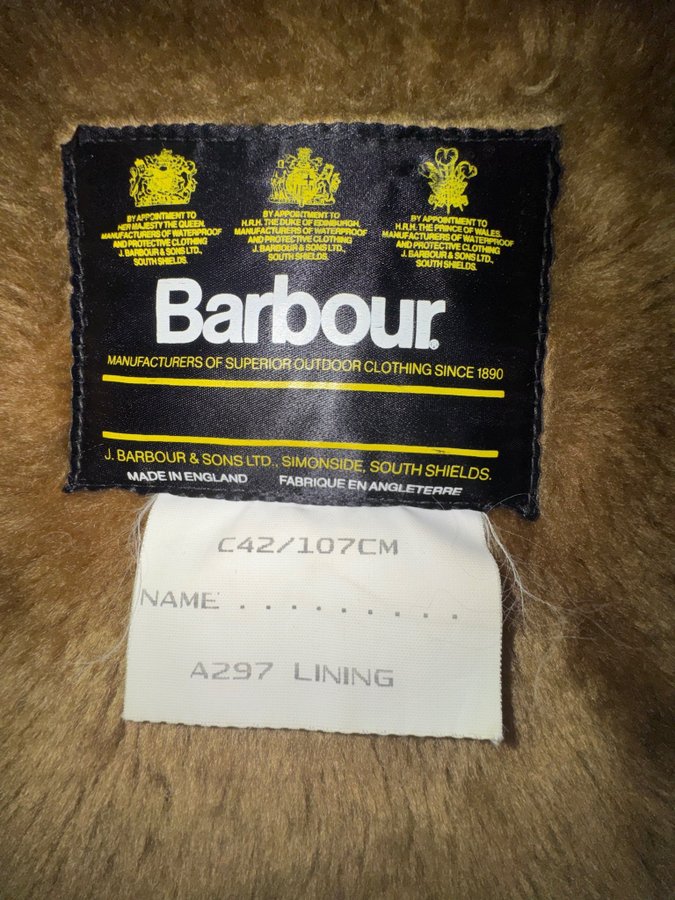 BY APPOINTMENT TO
HER MAJESTY THE QUEEN.
MANUFACTURERS OF WATERPROOF
AND PROTECTIVE CLOTHING
J. BARBOUR & SONS LTD.,
SOUTH SHIELDS.
BY APPOINTMENT TO
H.R.H. THE DUKE OF EDINBURGH,
MANUFACTURERS OF WATERPROOF
AND PROTECTIVE CLOTHING
J. BARBOUR & SONS LTD.,
SOUTH SHIELDS.
BY APPOINTMENT TO
H.R.H. THE PRINCE OF WALES,
MANUFACTURERS OF WATERPROOF
AND PROTECTIVE CLOTHING
J. BARBOUR & SONS LTD.,
SOUTH SHIELDS.
Barbour®
MANUFACTURERS OF SUPERIOR OUTDOOR CLOTHING SINCE 1890
J. BARBOUR & SONS LTD., SIMONSIDE, SOUTH SHIELDS.
MADE IN ENGLAND FABRIQUE EN ANGLETERRE
C42/107CM
NAME .........
A297 LINING